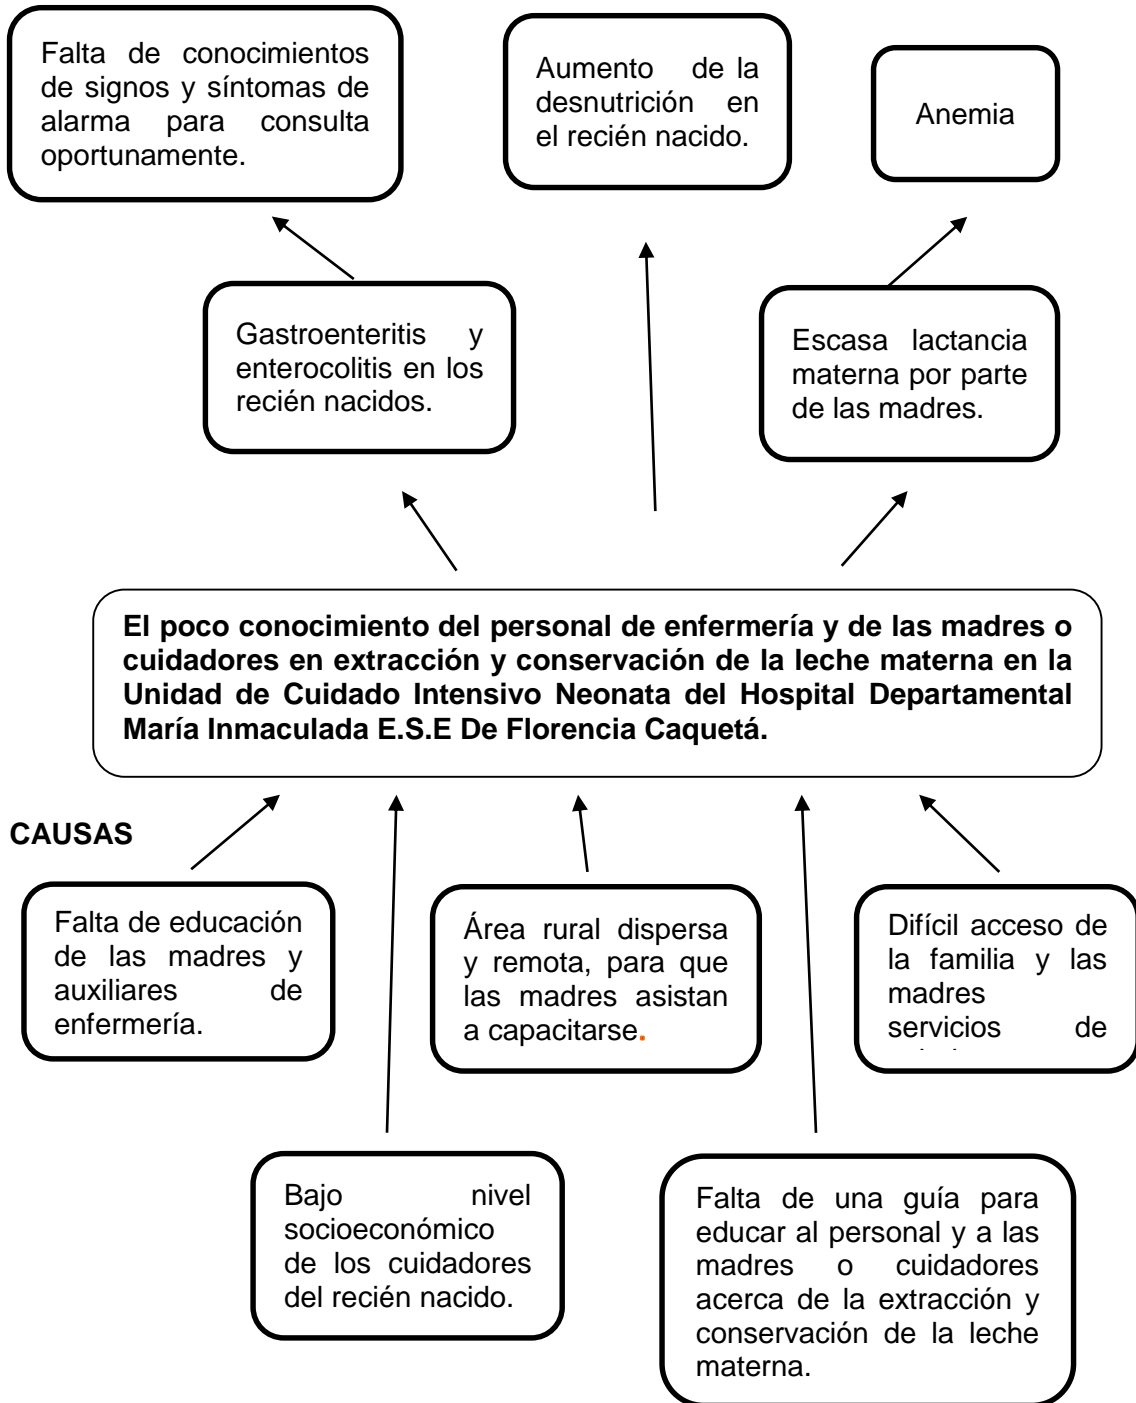 Falta de conocimientos
de signos y síntomas de
alarma para consulta
oportunamente.
Aumento de la
desnutrición en
el recién nacido.
Anemia
Gastroenteritis y
enterocolitis en los
recién nacidos.
Escasa lactancia
materna por parte
de las madres.
El poco conocimiento del personal de enfermería y de las madres o
cuidadores en extracción y conservación de la leche materna en la
Unidad de Cuidado Intensivo Neonata del Hospital Departamental
María Inmaculada E.S.E De Florencia Caquetá.
CAUSAS
Falta de educación
de las madres y
auxiliares de
enfermería.
Área rural dispersa
y remota, para que
las madres asistan
a capacitarse.
Difícil acceso de
la familia y las
madres
servicios de
Bajo nivel
socioeconómico
de los cuidadores
del recién nacido.
Falta de una guía para
educar al personal y a las
madres o cuidadores
acerca de la extracción y
conservación de la leche
materna.